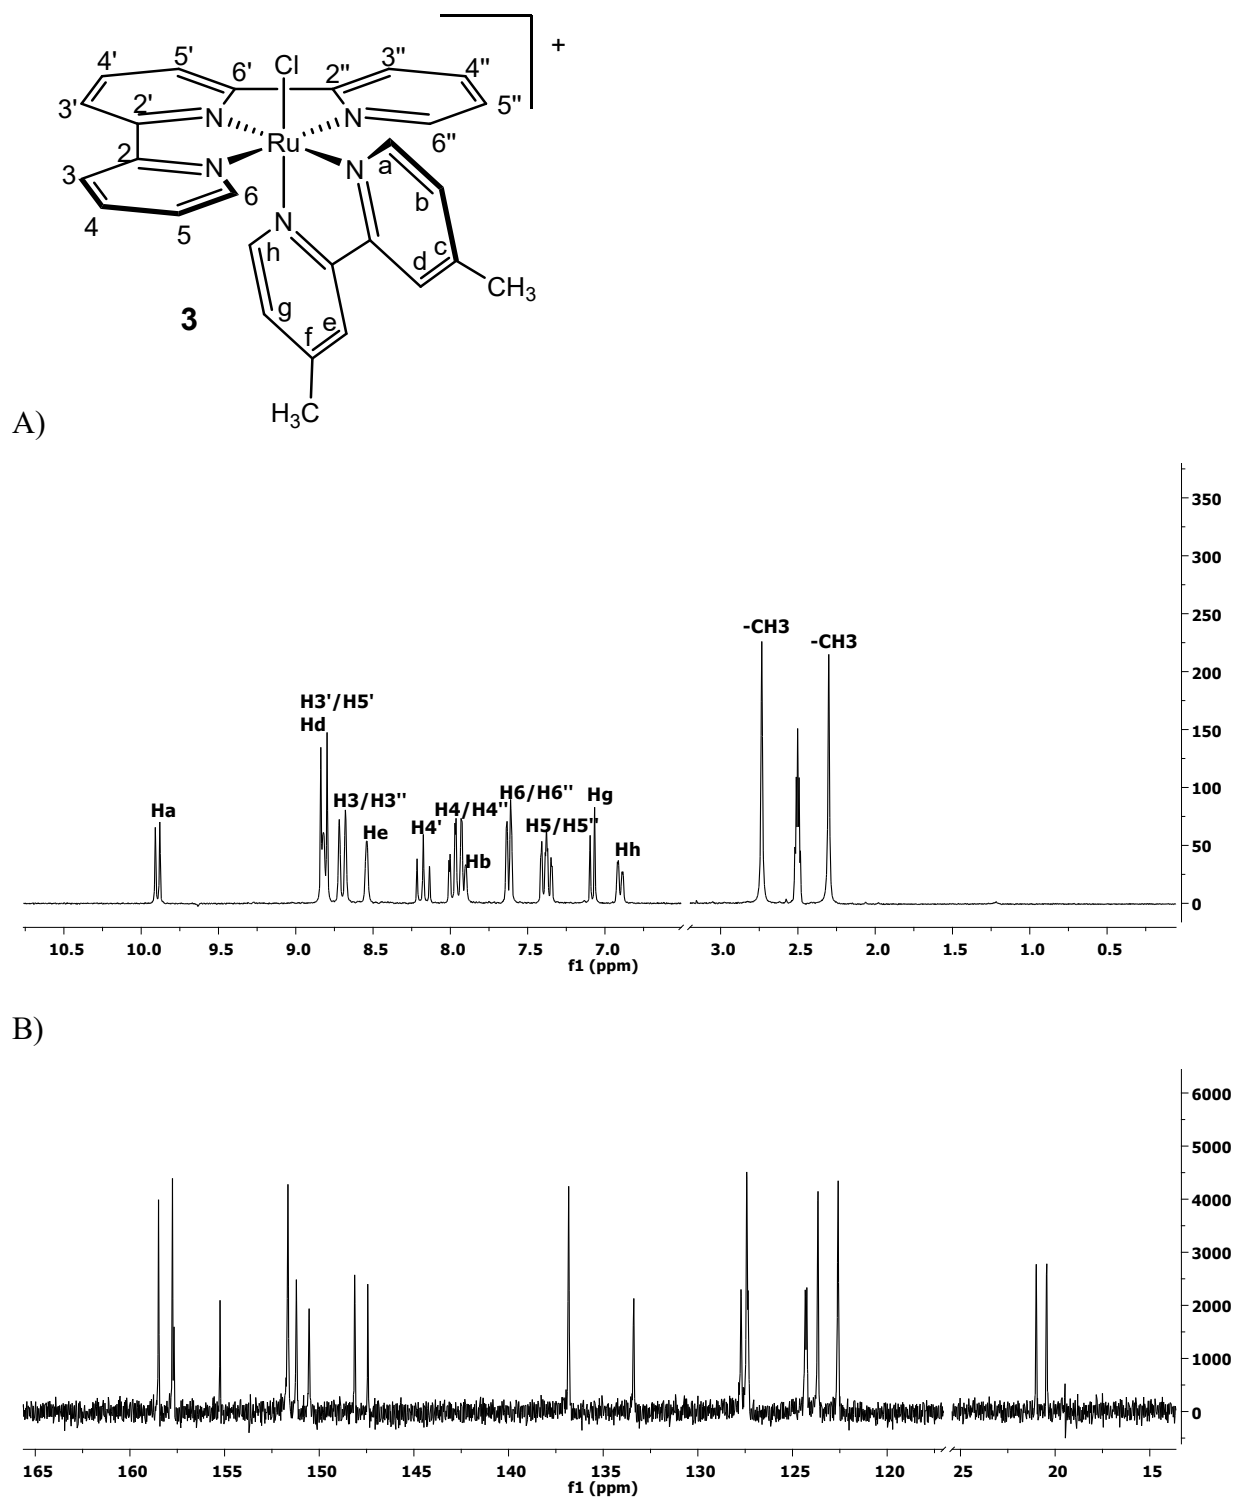 +
4' 5' 6' Cl 2'' 3'' 4''
3' 2' N N 5''
Ru 6''
2 N N a
3 6 b
4 5 N
h d c
CH3
g e
3 f
H3C
A)
-CH3
-CH3
H3'/H5'
Hd
Ha
H3/H3''
He
H4'
H4/H4''
Hb
H6/H6''
H5/H5''
Hg
Hh
350
300
250
200
150
100
50
0
10.5 10.0 9.5 9.0 8.5 8.0 7.5 7.0 3.0 2.5 2.0 1.5 1.0 0.5
f1 (ppm)
B)
6000
5000
4000
3000
2000
1000
0
165 160 155 150 145 140 135 130 125 120 25 20 15
f1 (ppm)